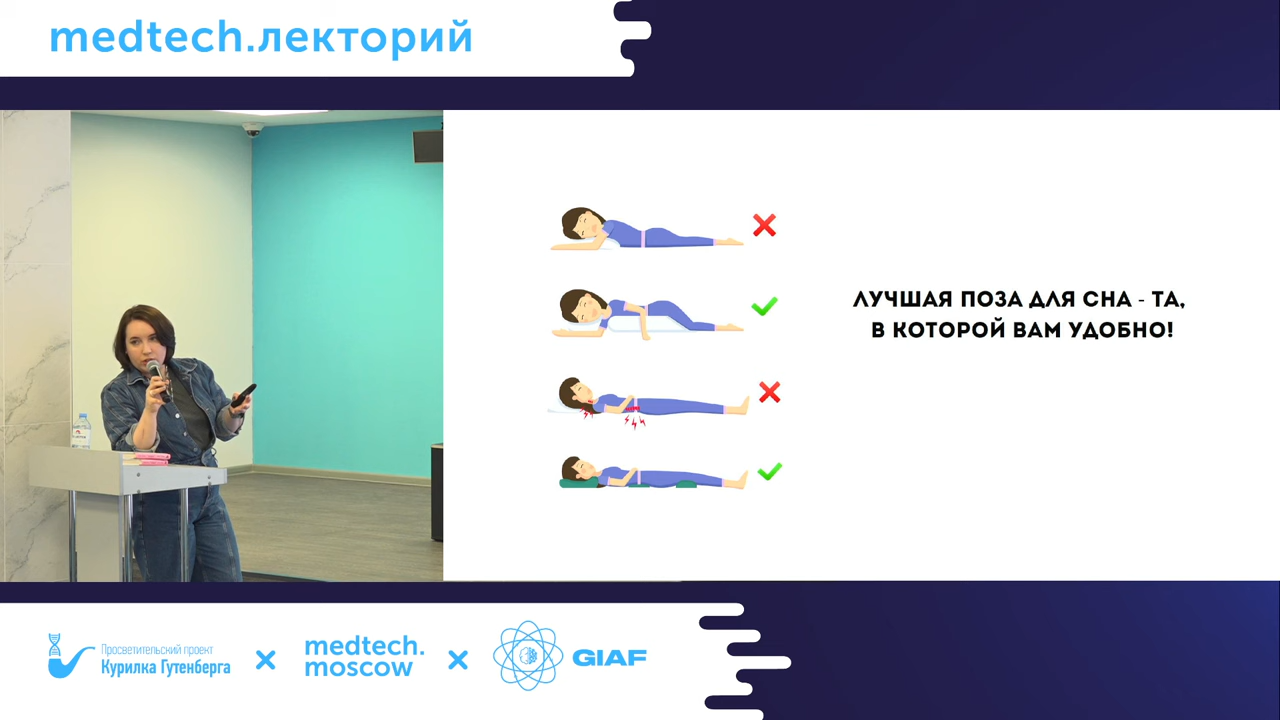 medtech.лекторий
ЛУЧШАЯ ПОЗА ДЛЯ СНА - ТА,
В КОТОРОЙ ВАМ УДОБНО!
Просветительский проект
Курилка Гутенберга
medtech.
moscow
GIAF